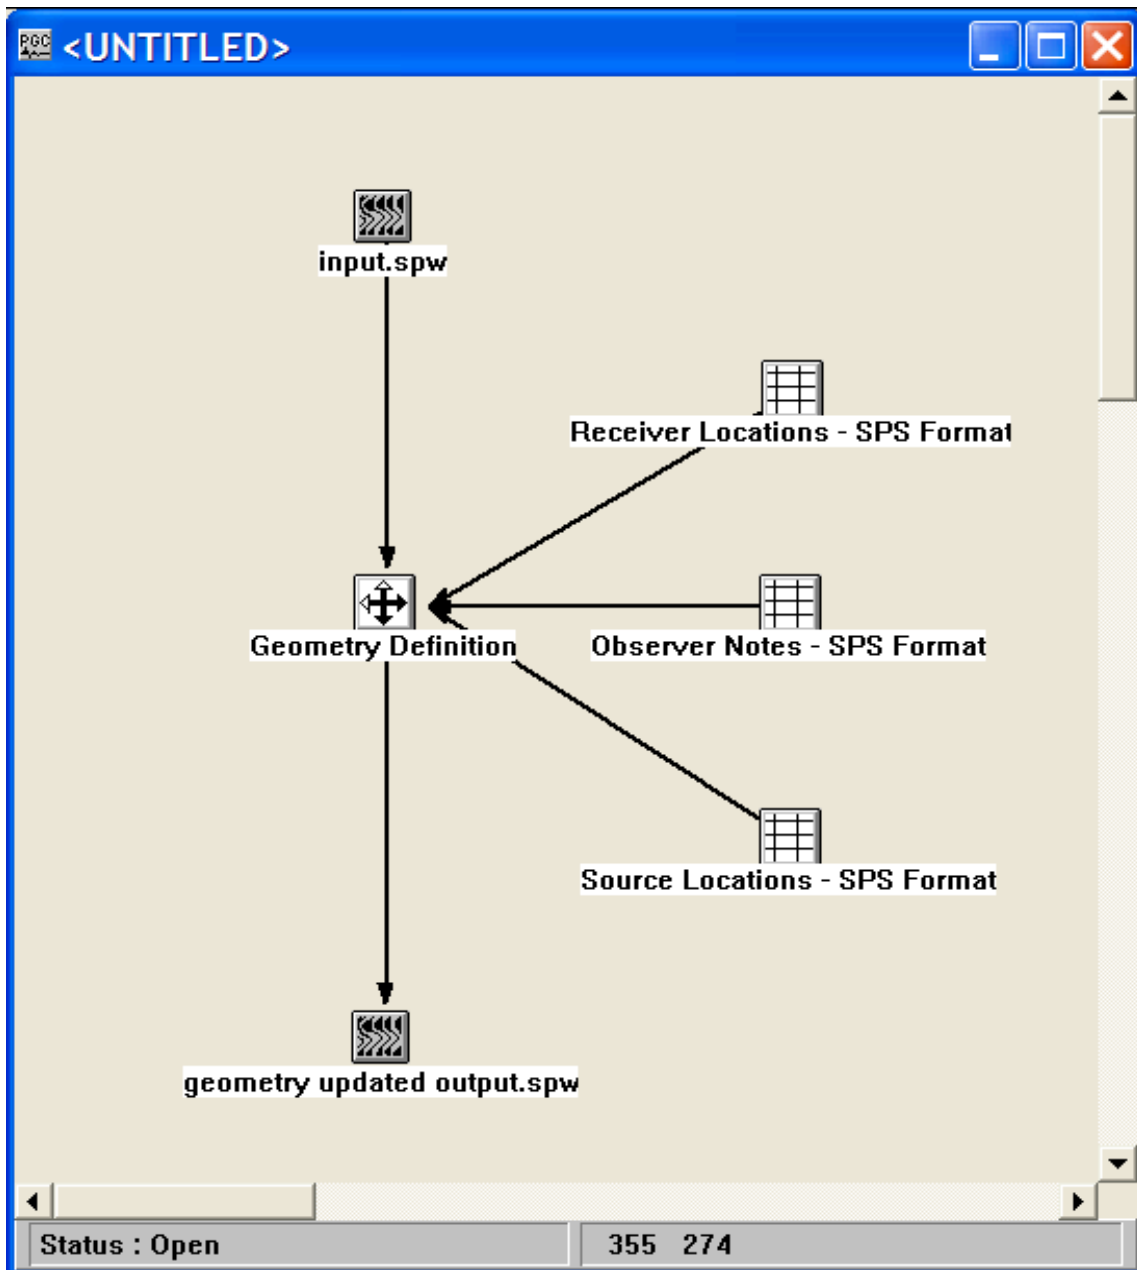 PGC <UNTITLED>
input.spw
Receiver Locations - SPS Format
Geometry Definition
Observer Notes - SPS Format
Source Locations - SPS Format
geometry updated output.spw
Status : Open
355 274